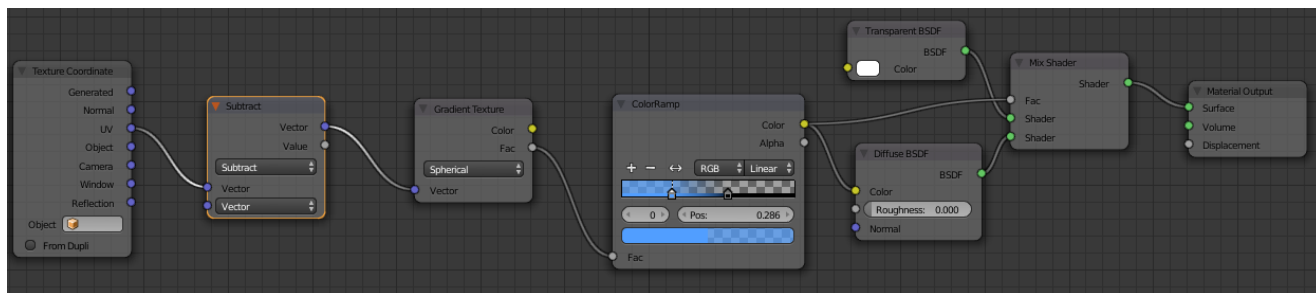 Texture Coordinate
Generated
Normal
UV
Object
Camera
Window
Reflection
Object
From Dupli
Subtract
Vector
Value
Subtract
Vector
Vector
Gradient Texture
Color
Fac
Spherical
Vector
ColorRamp
Color
Alpha
+ −
RGB
Linear
0
Pos: 0.286
Fac
Transparent BSDF
BSDF
Color
Diffuse BSDF
BSDF
Color
Roughness: 0.000
Normal
Mix Shader
Shader
Fac
Shader
Shader
Material Output
Surface
Volume
Displacement